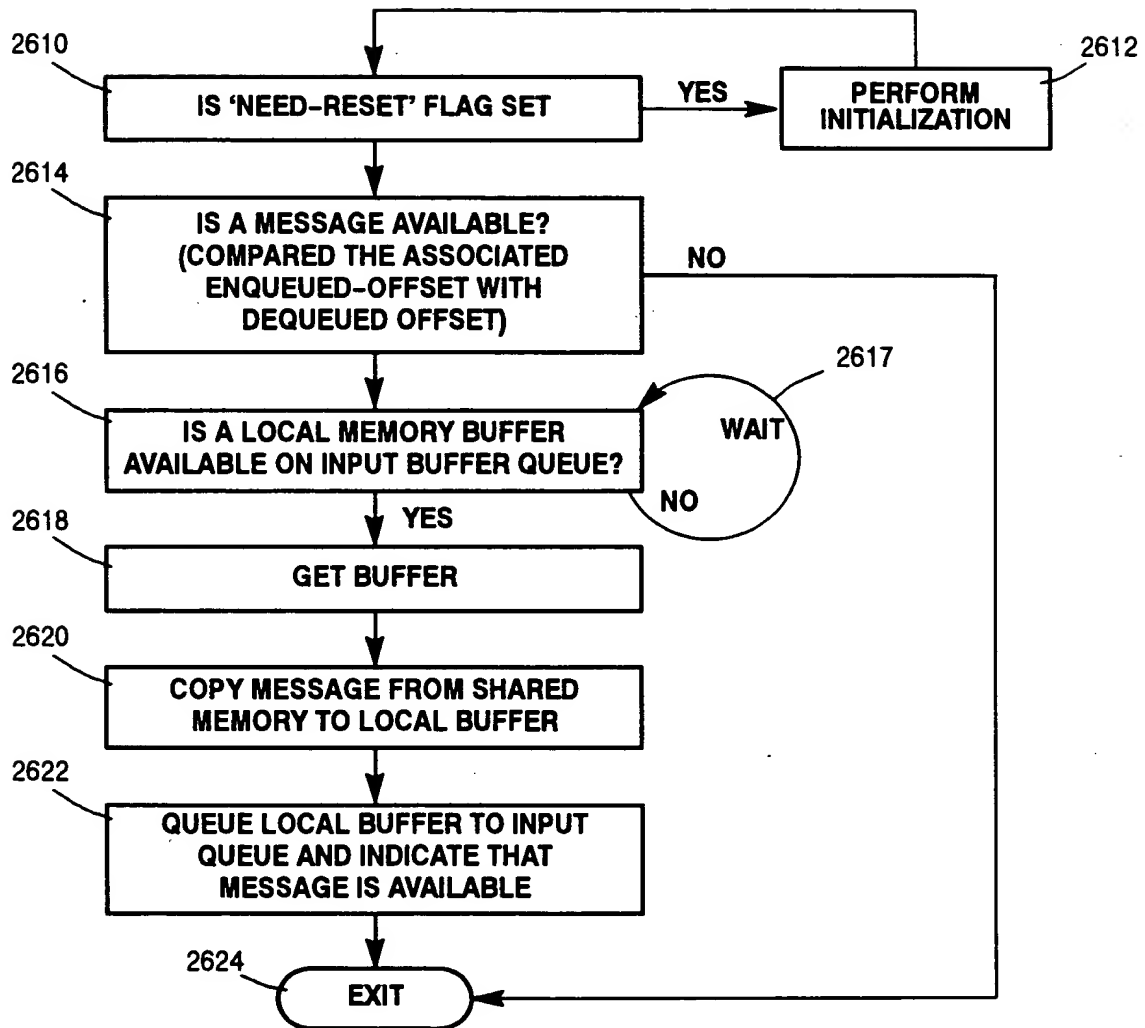 2610
IS 'NEED-RESET' FLAG SET
YES
2612
PERFORM
INITIALIZATION
2614
IS A MESSAGE AVAILABLE?
(COMPARED THE ASSOCIATED
ENQUEUED-OFFSET WITH
DEQUEUED OFFSET)
NO
2616
IS A LOCAL MEMORY BUFFER
AVAILABLE ON INPUT BUFFER QUEUE?
2617
WAIT
NO
YES
2618
GET BUFFER
2620
COPY MESSAGE FROM SHARED
MEMORY TO LOCAL BUFFER
2622
QUEUE LOCAL BUFFER TO INPUT
QUEUE AND INDICATE THAT
MESSAGE IS AVAILABLE
2624
EXIT